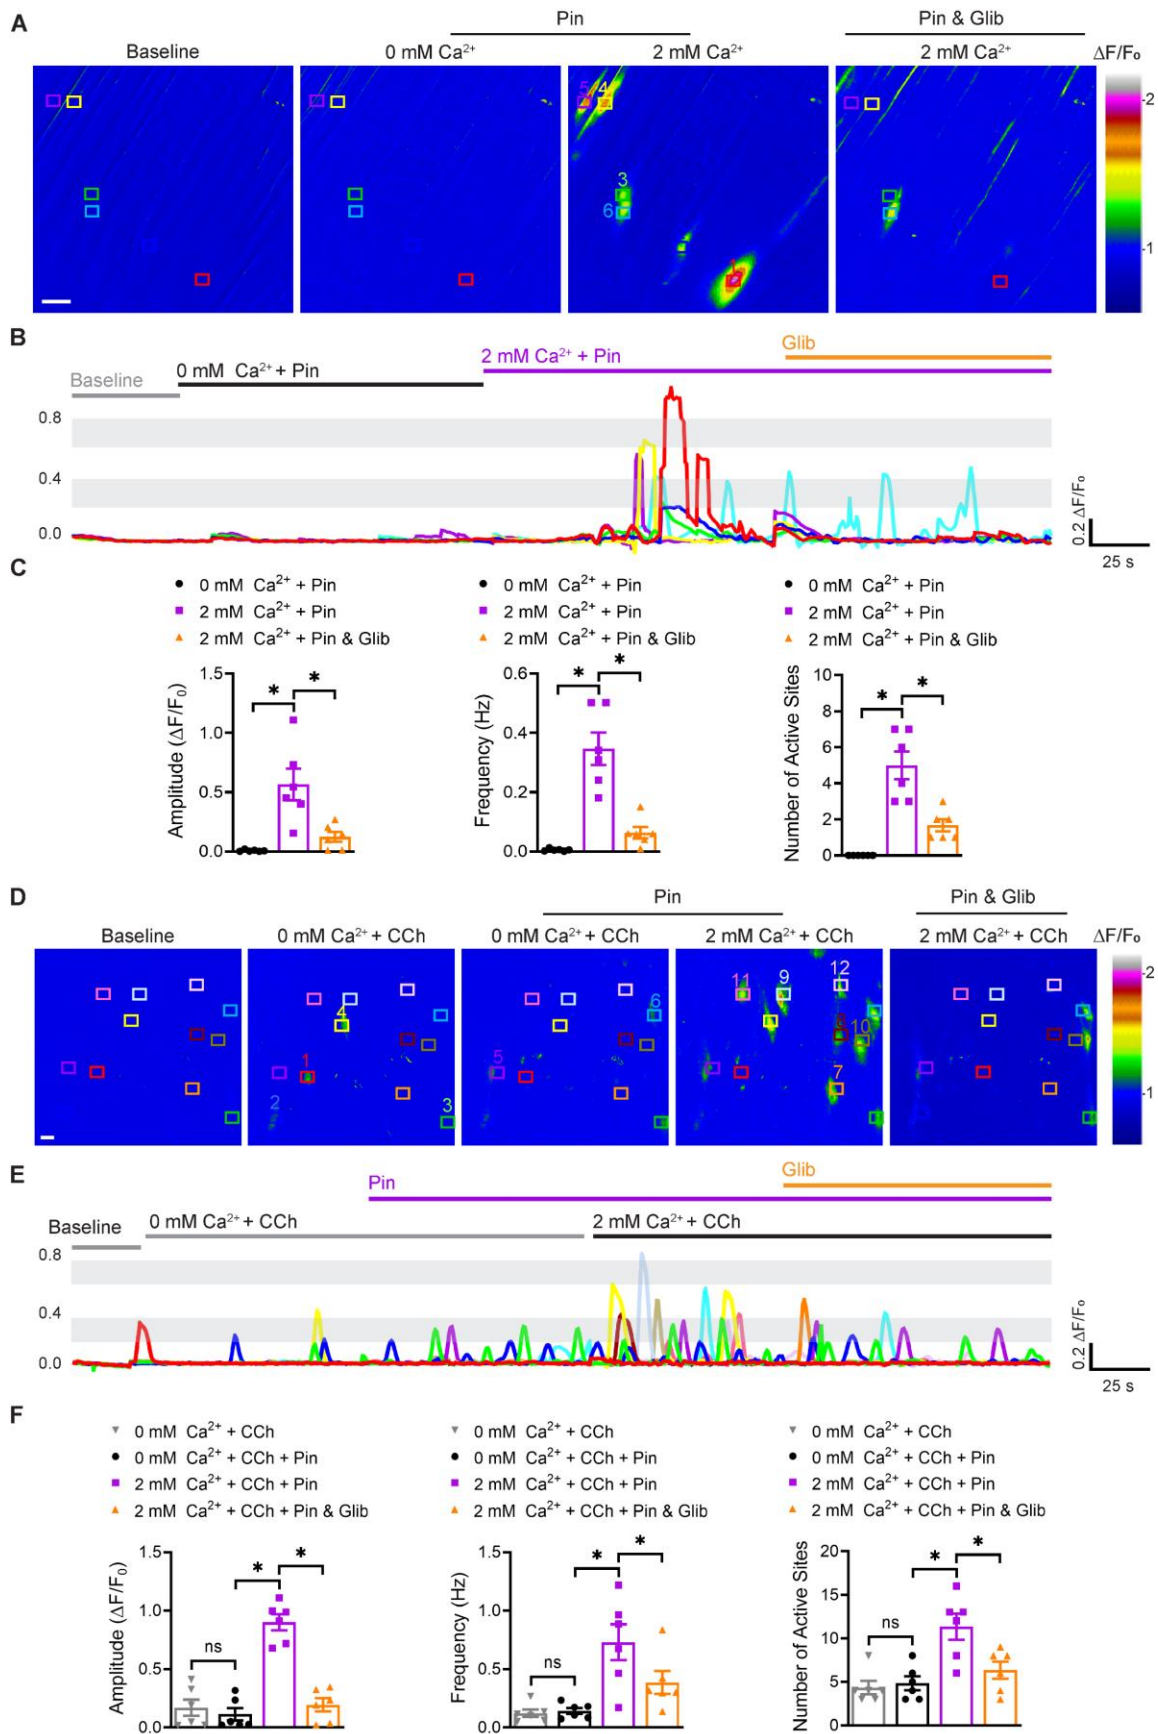 A
Pin
Pin & Glib
Baseline
0 mM Ca²⁺
2 mM Ca²⁺
2 mM Ca²⁺
ΔF/F₀
5
4
3
6
1
2
1
B
Glib
2 mM Ca²⁺ + Pin
0 mM Ca²⁺ + Pin
Baseline
0.8
0.4
0.0
0.2 ΔF/F₀
25 s
C
0 mM Ca²⁺ + Pin
2 mM Ca²⁺ + Pin
2 mM Ca²⁺ + Pin & Glib
0 mM Ca²⁺ + Pin
2 mM Ca²⁺ + Pin
2 mM Ca²⁺ + Pin & Glib
0 mM Ca²⁺ + Pin
2 mM Ca²⁺ + Pin
2 mM Ca²⁺ + Pin & Glib
Amplitude (ΔF/F₀)
1.5
1.0
0.5
0.0
* *
Frequency (Hz)
0.6
0.4
0.2
0.0
* *
Number of Active Sites
10
8
6
4
2
0
* *
D
Pin
Pin & Glib
Baseline
0 mM Ca²⁺ + CCh
0 mM Ca²⁺ + CCh
2 mM Ca²⁺ + CCh
2 mM Ca²⁺ + CCh
ΔF/F₀
4
1
2
3
6
5
11
9
12
8
10
7
2
1
E
Pin
Glib
Baseline
0 mM Ca²⁺ + CCh
2 mM Ca²⁺ + CCh
0.8
0.4
0.0
0.2 ΔF/F₀
25 s
F
0 mM Ca²⁺ + CCh
0 mM Ca²⁺ + CCh + Pin
2 mM Ca²⁺ + CCh + Pin
2 mM Ca²⁺ + CCh + Pin & Glib
0 mM Ca²⁺ + CCh
0 mM Ca²⁺ + CCh + Pin
2 mM Ca²⁺ + CCh + Pin
2 mM Ca²⁺ + CCh + Pin & Glib
0 mM Ca²⁺ + CCh
0 mM Ca²⁺ + CCh + Pin
2 mM Ca²⁺ + CCh + Pin
2 mM Ca²⁺ + CCh + Pin & Glib
Amplitude (ΔF/F₀)
1.5
1.0
0.5
0.0
ns * *
Frequency (Hz)
1.5
1.0
0.5
0.0
ns * *
Number of Active Sites
20
15
10
5
0
ns * *